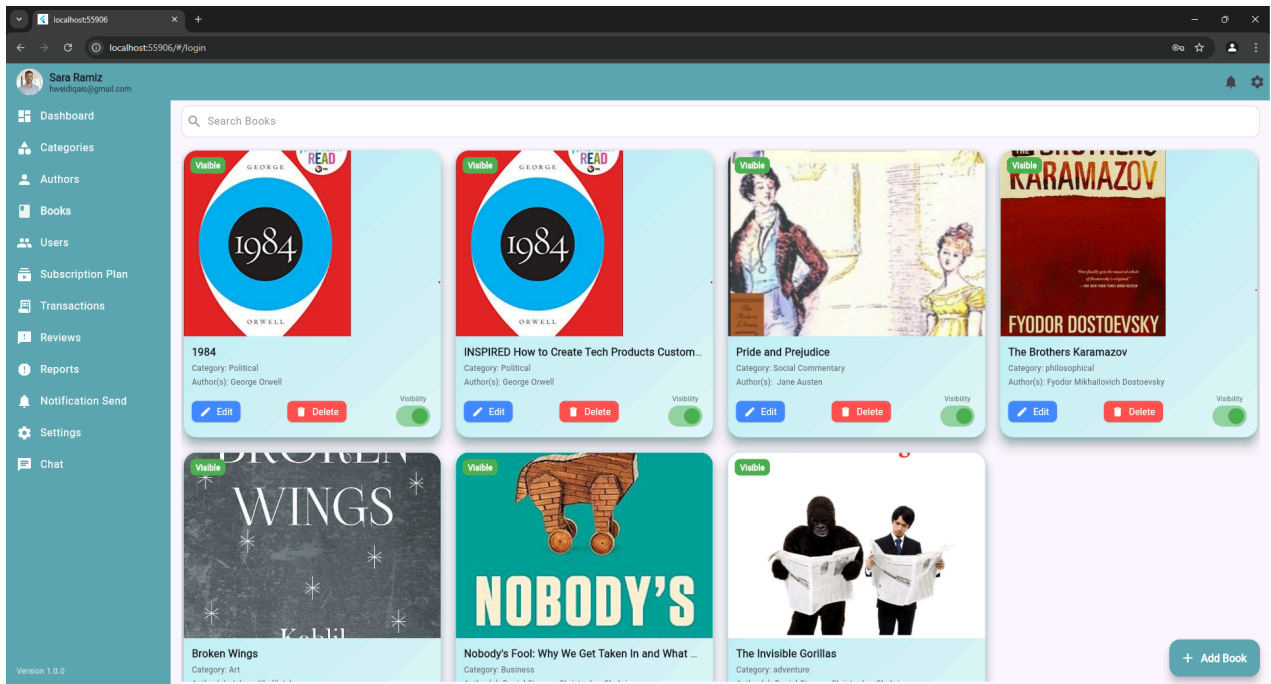 localhost:55906
localhost:55906/#/login
Sara Ramiz
hweidiqais@gmail.com
Dashboard
Categories
Authors
Books
Users
Subscription Plan
Transactions
Reviews
Reports
Notification Send
Settings
Chat
Version 1.0.0
Search Books
Visible
READ
GEORGE
1984
ORWELL
1984
Category: Political
Author(s): George Orwell
Edit
Delete
Visibility
Visible
READ
GEORGE
1984
ORWELL
INSPIRED How to Create Tech Products Custom...
Category: Political
Author(s): George Orwell
Edit
Delete
Visibility
Visible
The
Modern
Library
Pride and Prejudice
Category: Social Commentary
Author(s): Jane Austen
Edit
Delete
Visibility
Visible
KARAMAZOV
FYODOR DOSTOEVSKY
The Brothers Karamazov
Category: philosophical
Author(s): Fyodor Mikhailovich Dostoevsky
Edit
Delete
Visibility
Visible
BROKEN
WINGS
Kahlil
Broken Wings
Category: Art
Visible
NOBODY'S
Nobody's Fool: Why We Get Taken In and What ...
Category: Business
Visible
The Invisible Gorillas
Category: adventure
+ Add Book